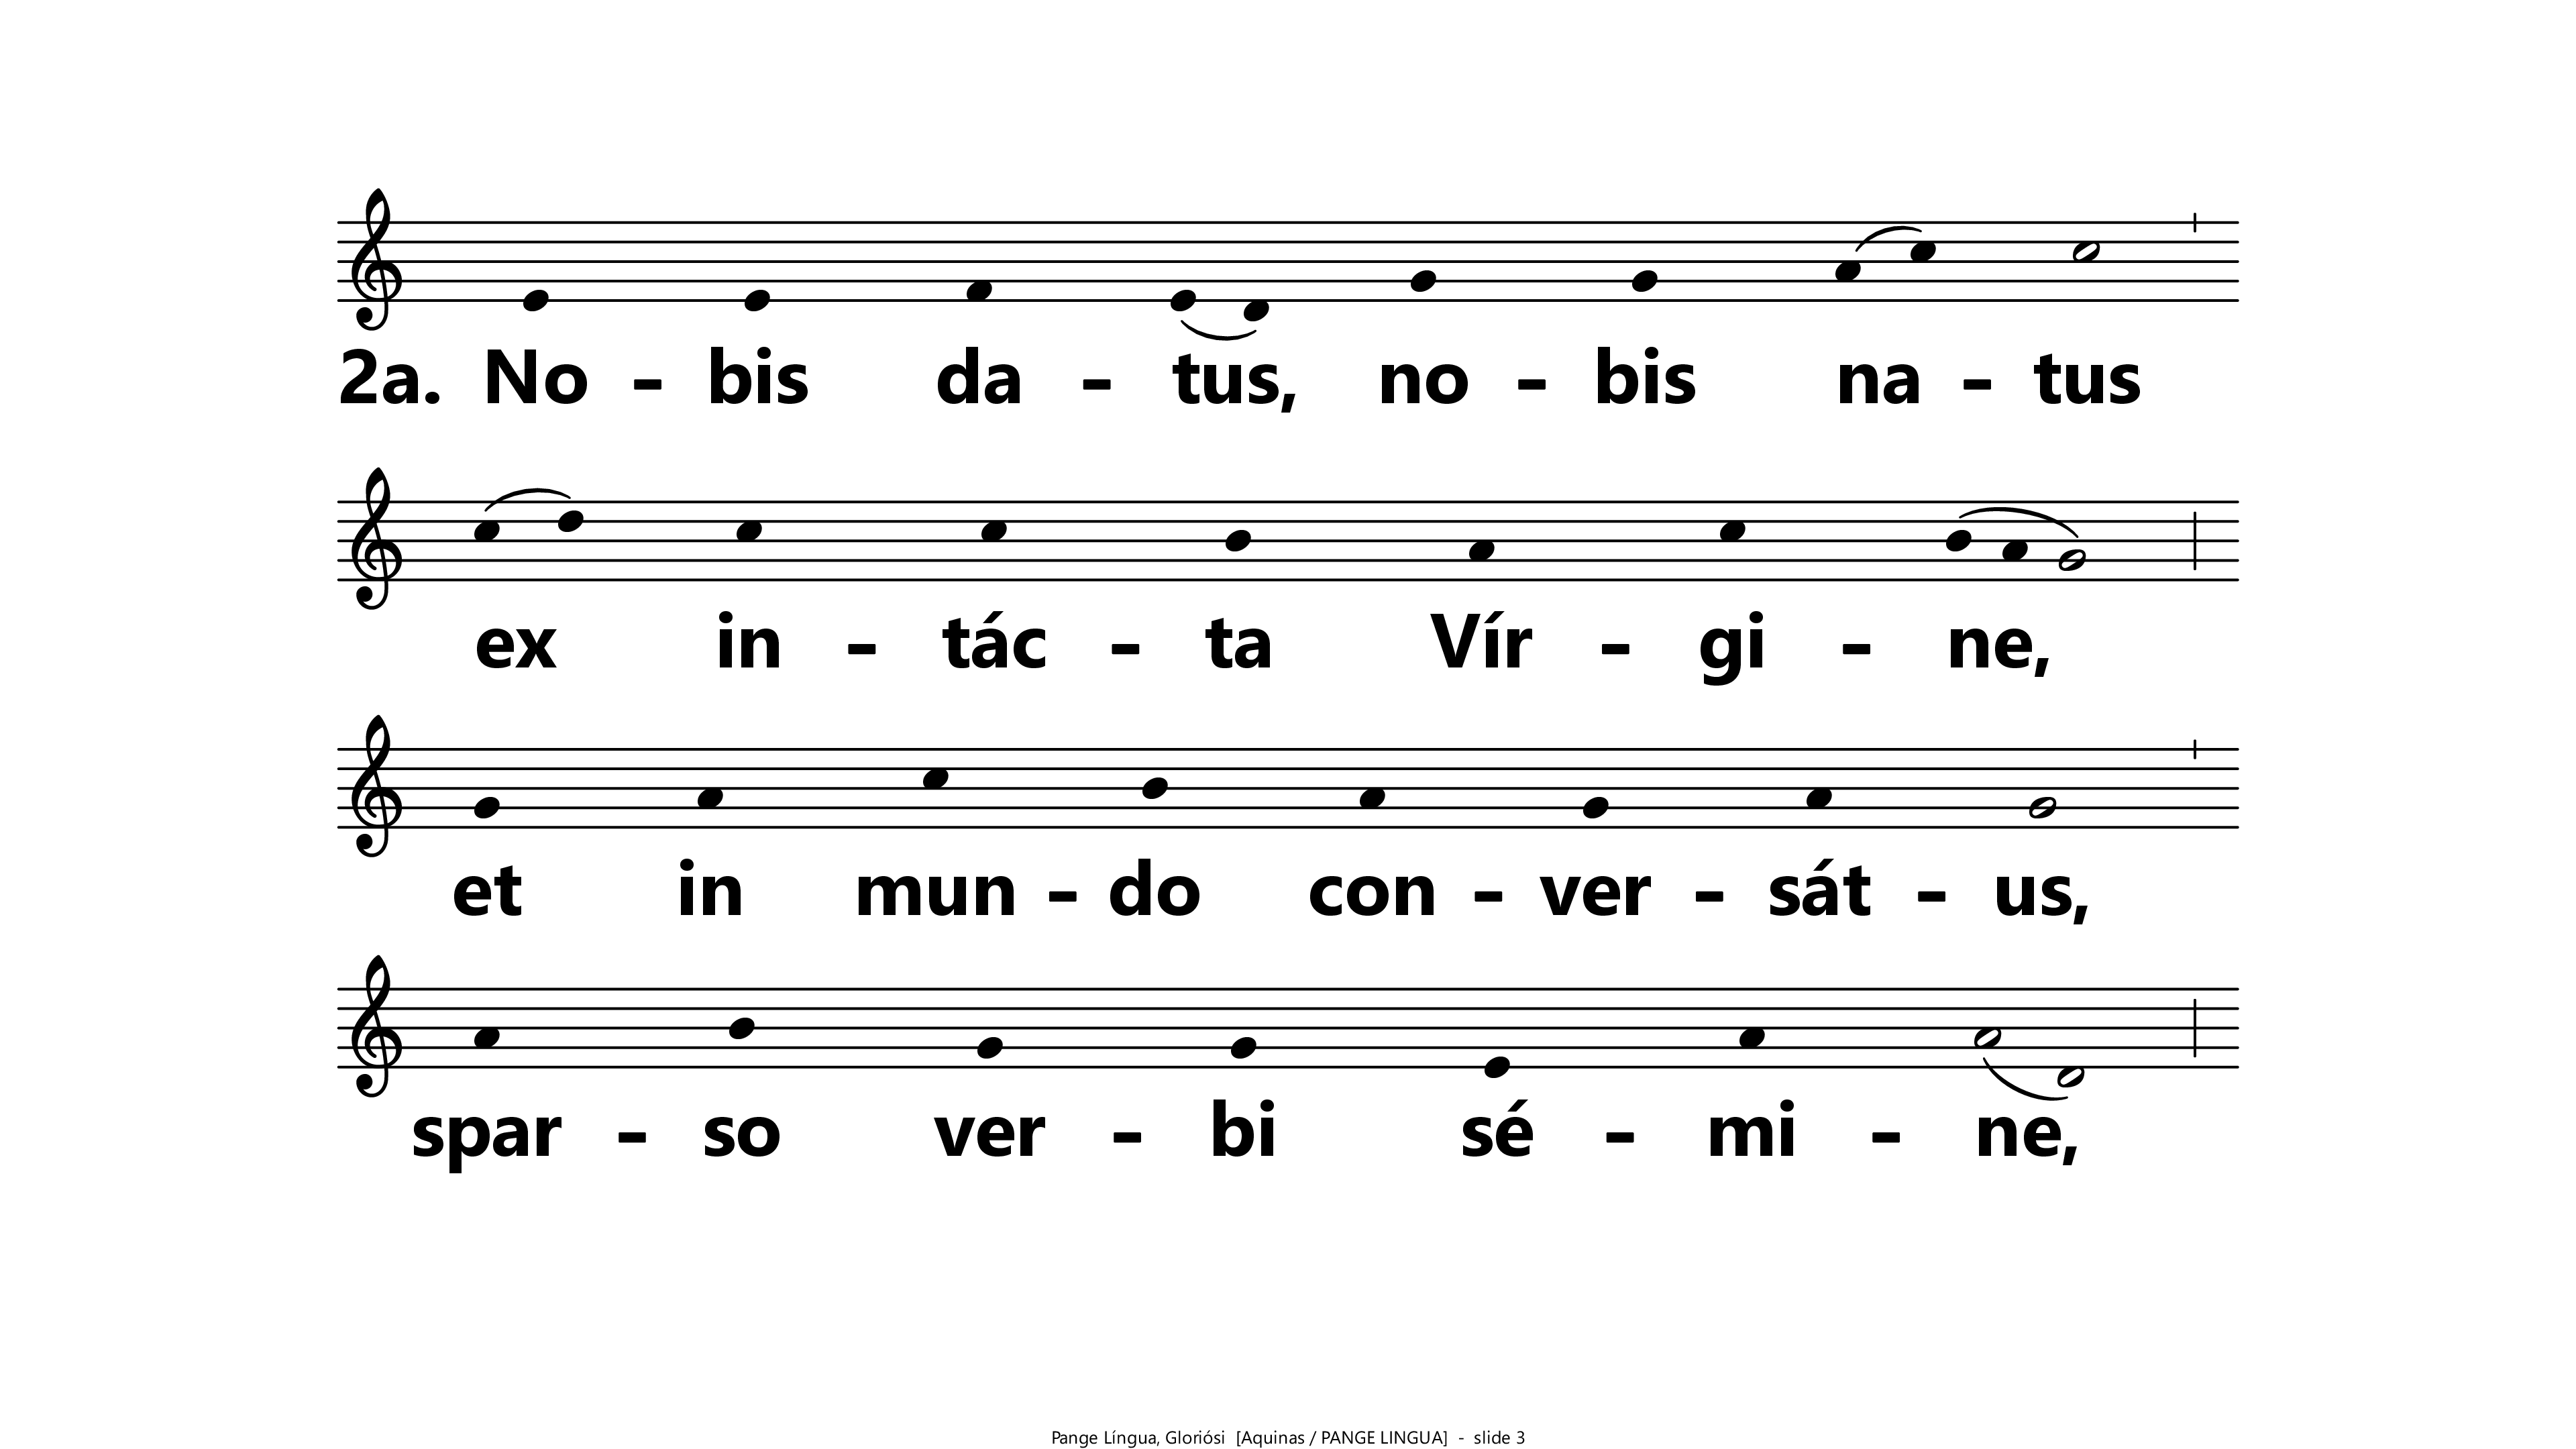 2a. No - bis da - tus, no - bis na - tus
ex in - tác - ta Vír - gi - ne,
et in mun - do con - ver - sát - us,
spar - so ver - bi sé - mi - ne,
Pange Língua, Gloriósi [Aquinas / PANGE LINGUA] - slide 3